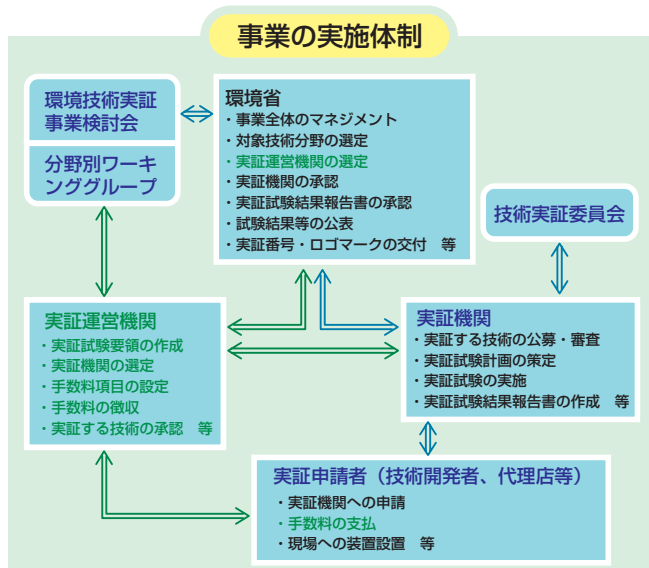 事業の実施体制
環境技術実証
事業検討会
分野別ワーキ
ンググループ
環境省
・事業全体のマネジメント
・対象技術分野の選定
・実証運営機関の選定
・実証機関の承認
・実証試験結果報告書の承認
・試験結果等の公表
・実証番号・ロゴマークの交付　等
技術実証委員会
実証運営機関
・実証試験要領の作成
・実証機関の選定
・手数料項目の設定
・手数料の徴収
・実証する技術の承認　等
実証機関
・実証する技術の公募・審査
・実証試験計画の策定
・実証試験の実施
・実証試験結果報告書の作成　等
実証申請者（技術開発者、代理店等）
・実証機関への申請
・手数料の支払
・現場への装置設置　等